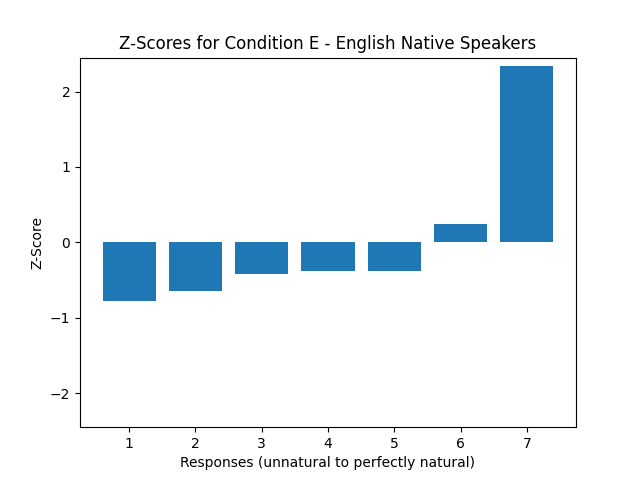 Z-Scores for Condition E - English Native Speakers
Z-Score
2
1
0
−1
−2
1 2 3 4 5 6 7
Responses (unnatural to perfectly natural)